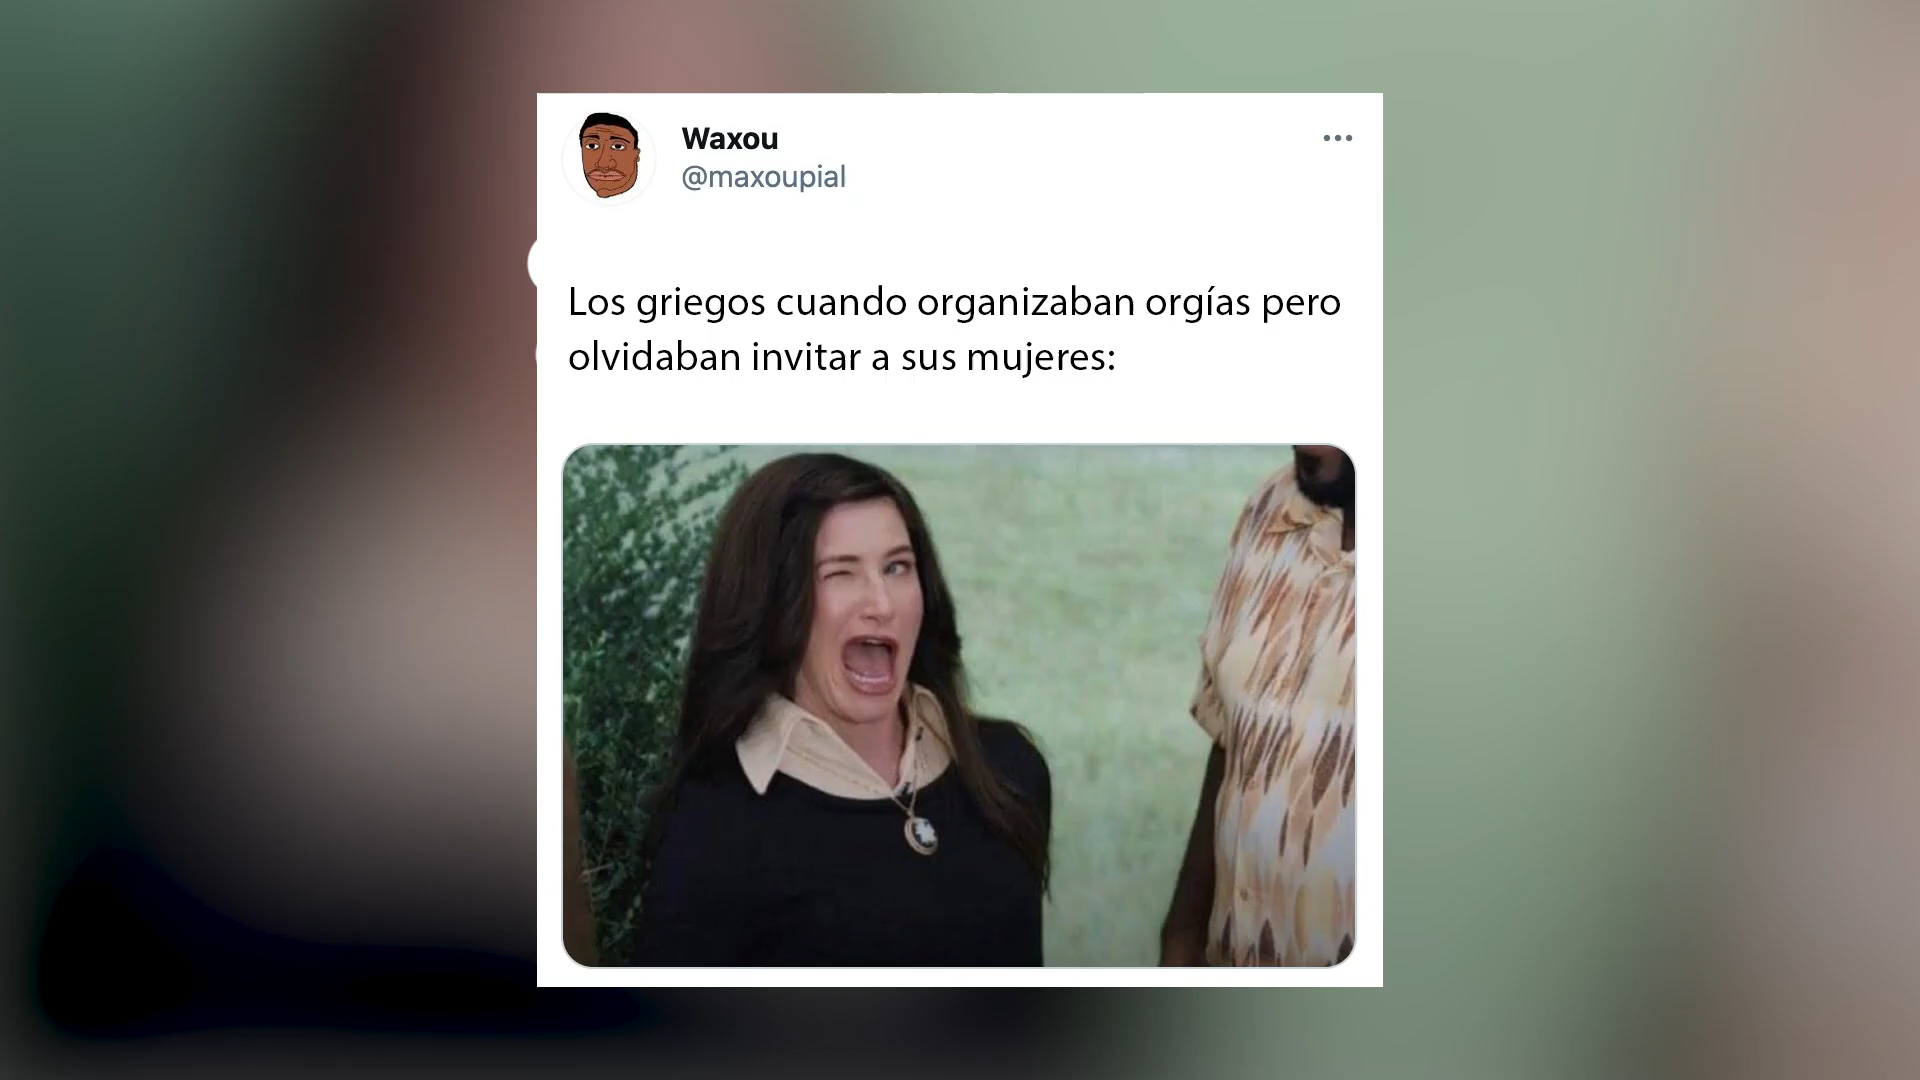 Waxou
@maxoupial
Los griegos cuando organizaban orgías pero
olvidaban invitar a sus mujeres: